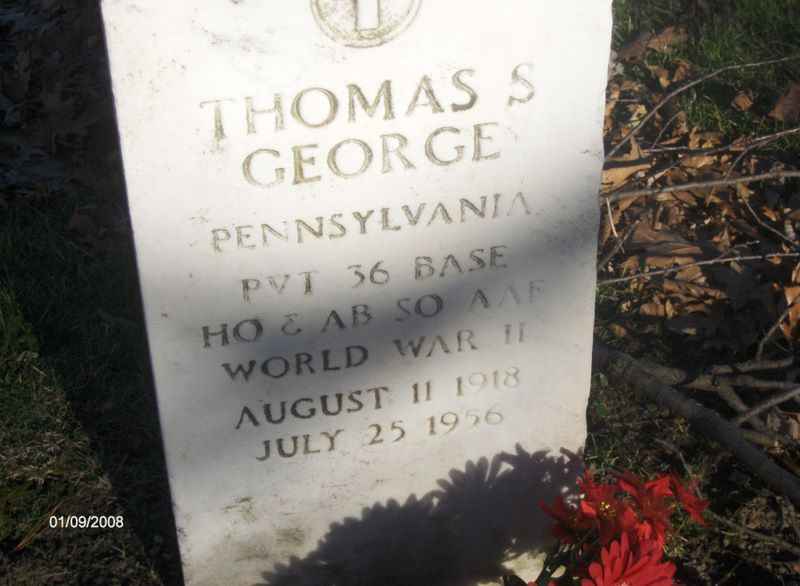 THOMAS S
GEORGE
PENNSYLVANIA
PVT 36 BASE
HQ & AB SQ AAF
WORLD WAR II
AUGUST 11 1918
JULY 25 1956
01/09/2008